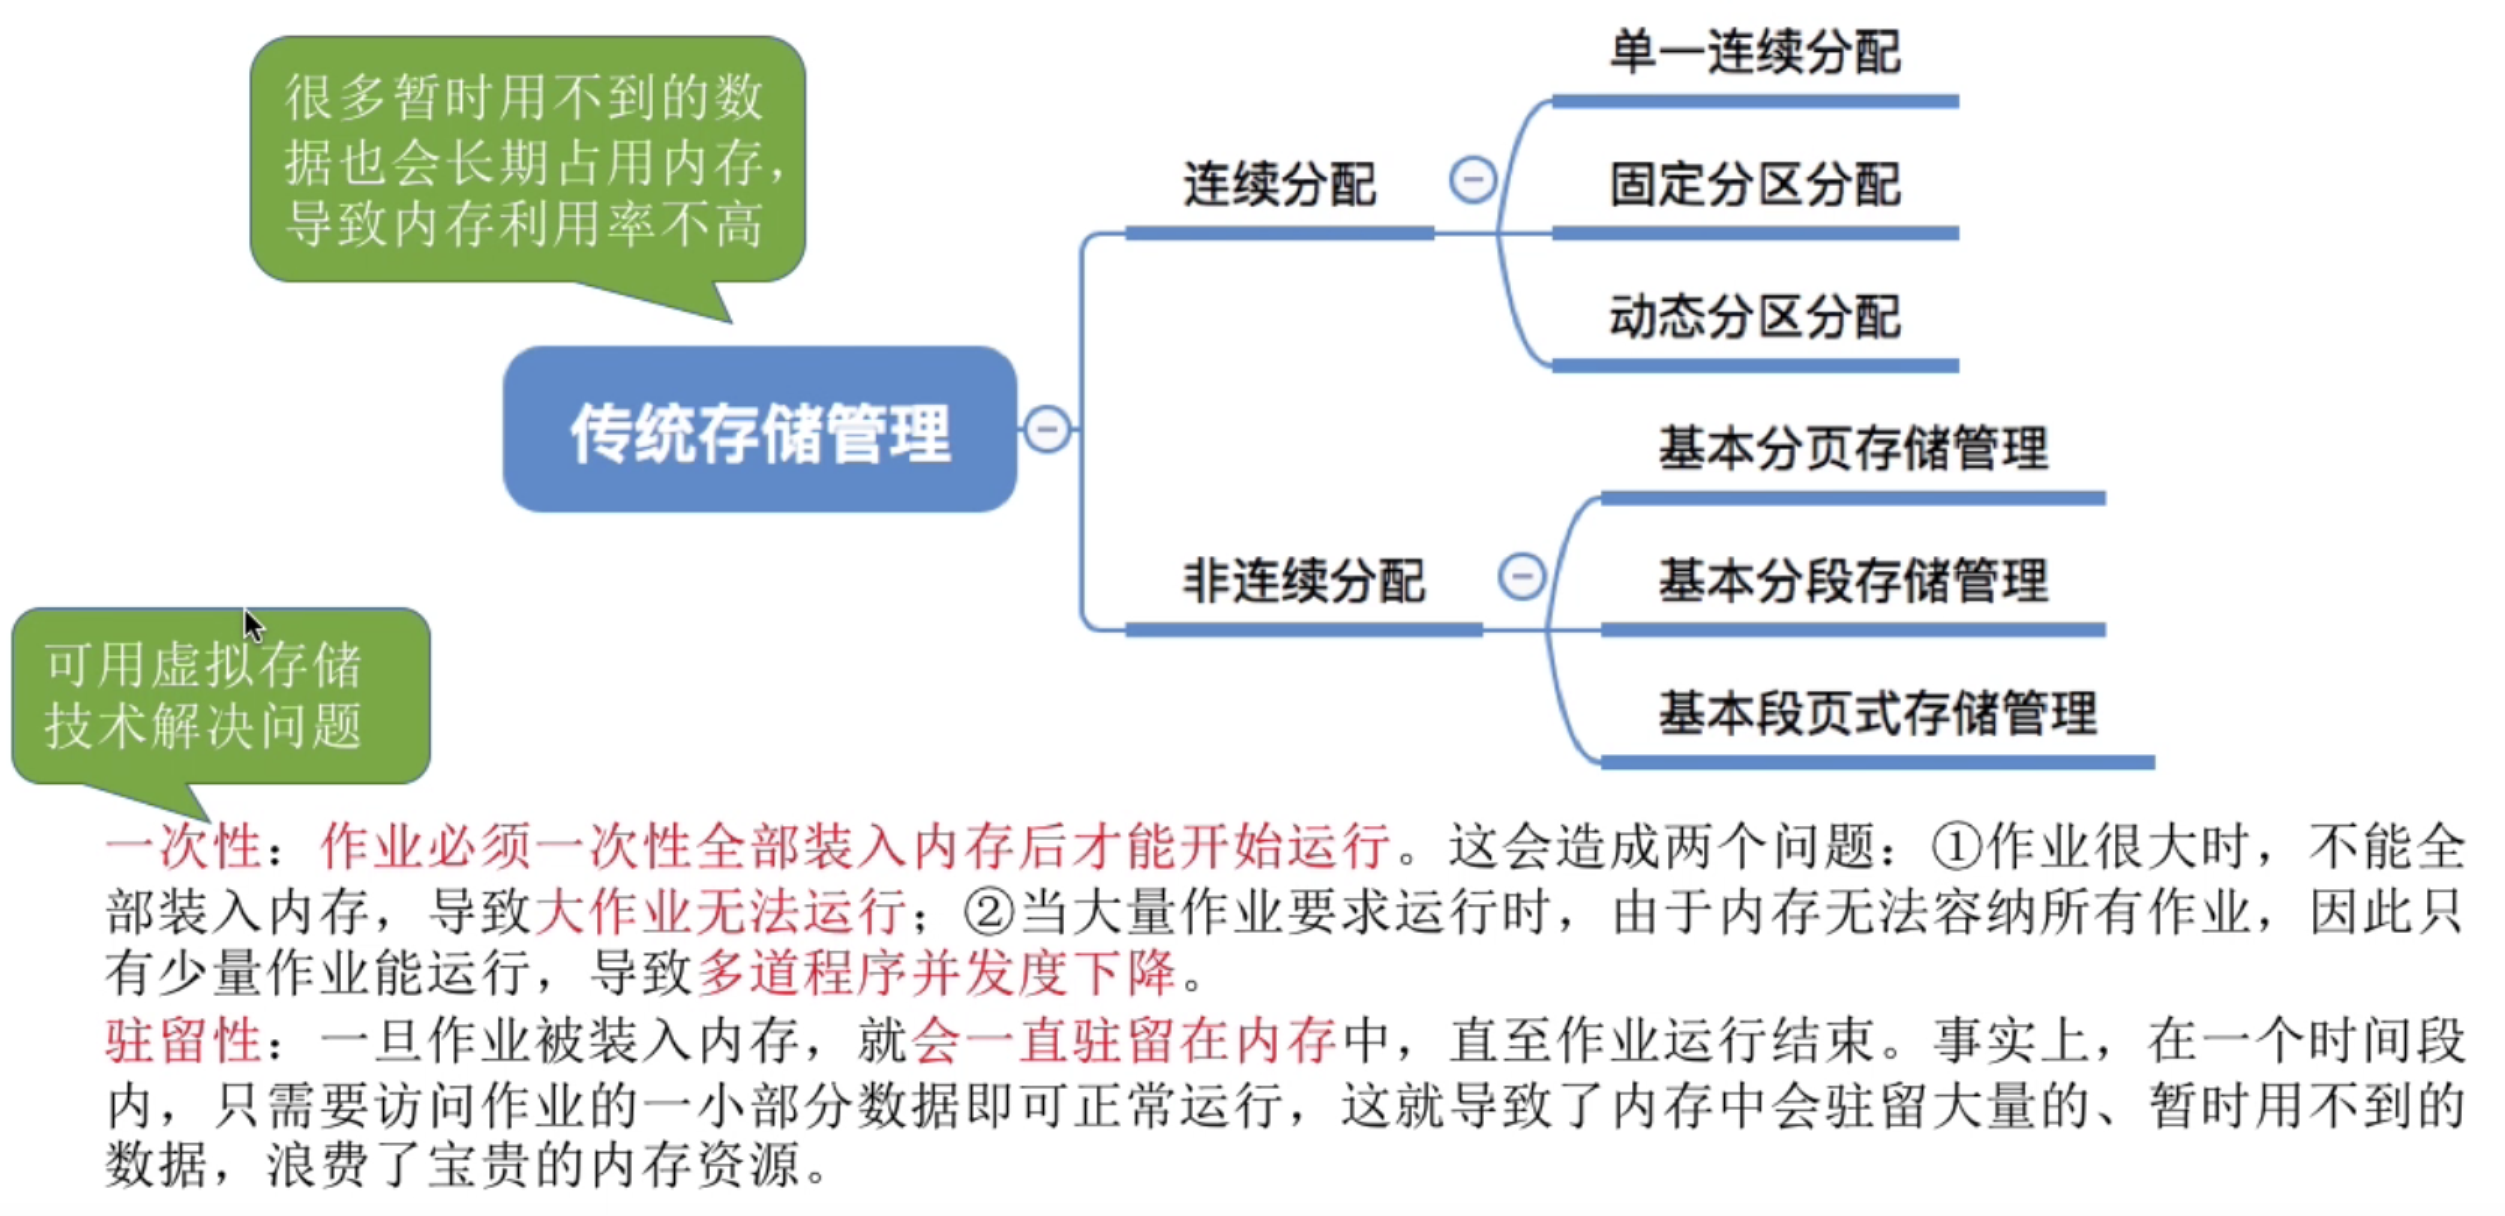 很多暂时用不到的数
据也会长期占用内存，
导致内存利用率不高
传统存储管理
连续分配
单一连续分配
固定分区分配
动态分区分配
非连续分配
基本分页存储管理
基本分段存储管理
基本段页式存储管理
可用虚拟存储
技术解决问题
一次性：作业必须一次性全部装入内存后才能开始运行。这会造成两个问题：①作业很大时，不能全
部装入内存，导致大作业无法运行；②当大量作业要求运行时，由于内存无法容纳所有作业，因此只
有少量作业能运行，导致多道程序并发度下降。
驻留性：一旦作业被装入内存，就会一直驻留在内存中，直至作业运行结束。事实上，在一个时间段
内，只需要访问作业的一小部分数据即可正常运行，这就导致了内存中会驻留大量的、暂时用不到的
数据，浪费了宝贵的内存资源。